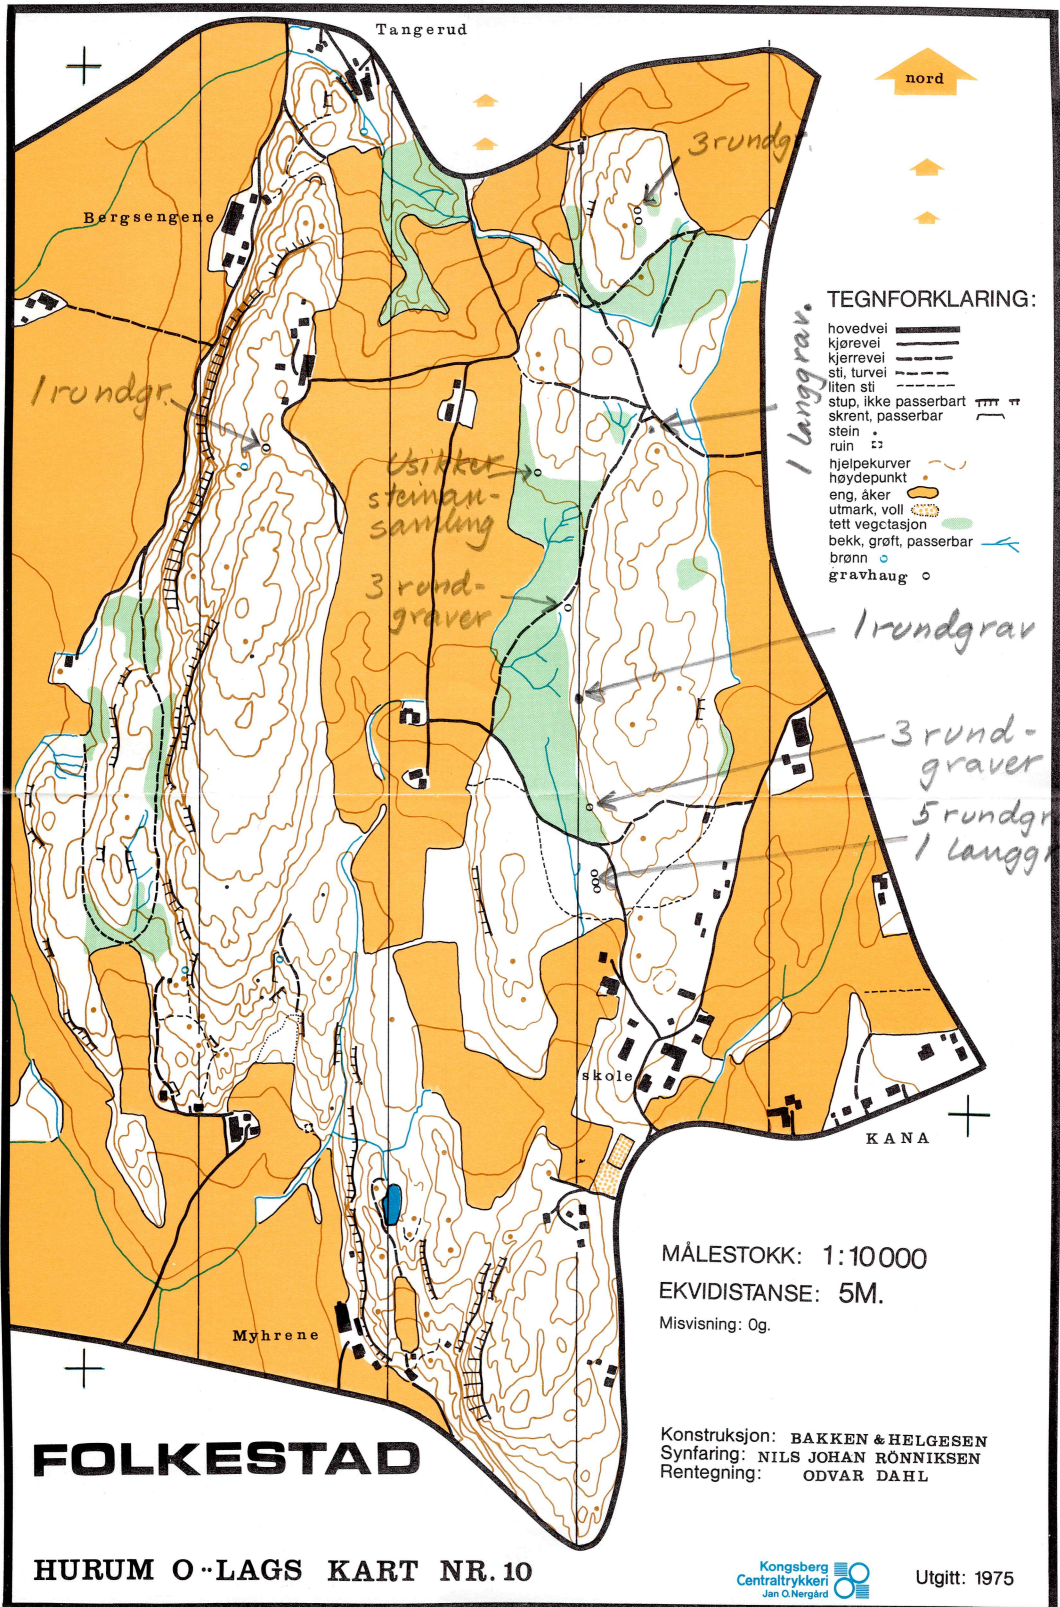 Tangerud
nord
3 rundgr.
Bergsengene
TEGNFORKLARING:
hovedvei
kjørevei
kjerrevei
sti, turvei
liten sti
stup, ikke passerbart
skrent, passerbar
stein
ruin
hjelpekurver
høydepunkt
eng, åker
utmark, voll
tett vegctasjon
bekk, grøft, passerbar
brønn
gravhaug
1 langgrav.
1 rundgr.
Usikker
steinan-
samling
3 rund-
graver
1 rundgrav
3 rund-
graver
5 rundgr
1 langgr
skole
KANA
MÅLESTOKK: 1:10000
EKVIDISTANSE: 5M.
Misvisning: 0g.
Myhrene
FOLKESTAD
Konstruksjon: BAKKEN & HELGESEN
Synfaring: NILS JOHAN RÖNNIKSEN
Rentegning: ODVAR DAHL
HURUM O-LAGS KART NR. 10
Kongsberg
Centraltrykkeri
Jan O. Nergård
Utgitt: 1975